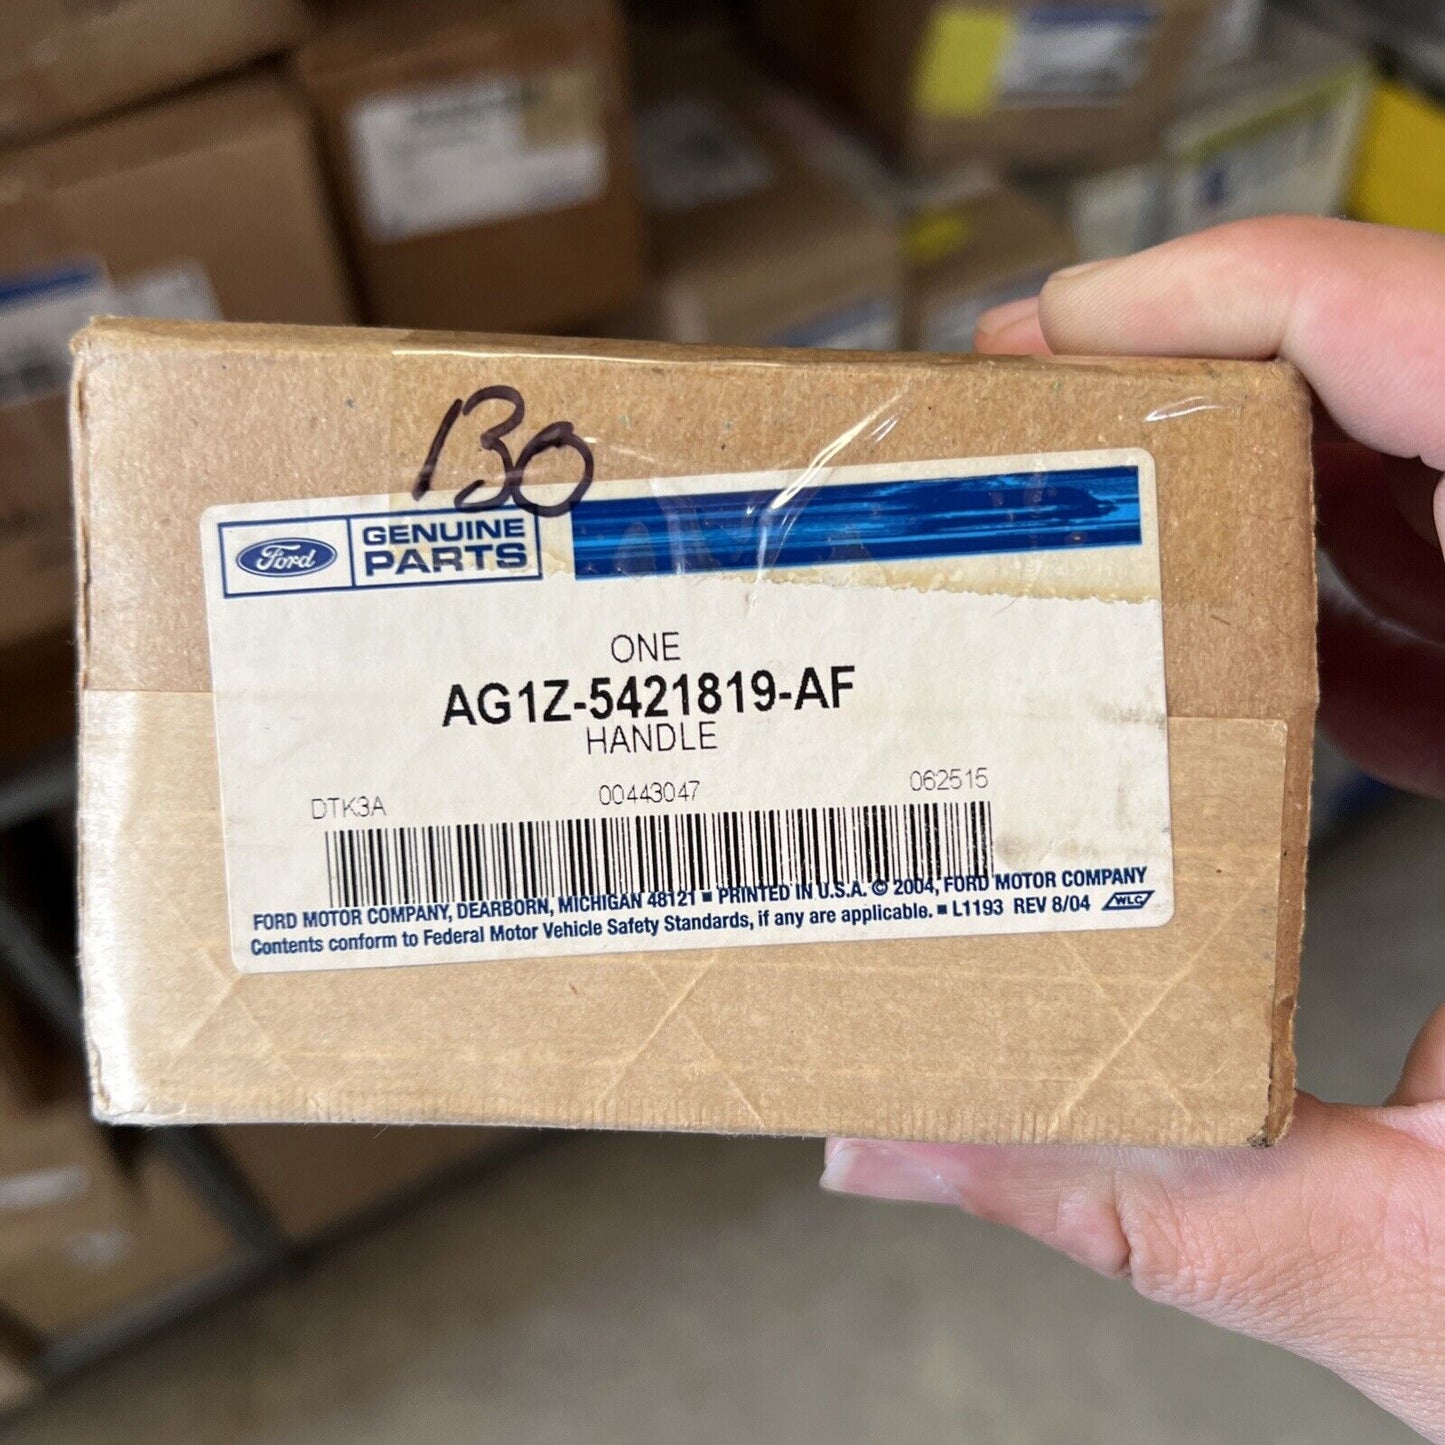 130
Ford
GENUINE
PARTS
ONE
AG1Z-5421819-AF
HANDLE
DTK3A 00443047 062515
FORD MOTOR COMPANY, DEARBORN, MICHIGAN 48121 ▪ PRINTED IN U.S.A. © 2004, FORD MOTOR COMPANY
Contents conform to Federal Motor Vehicle Safety Standards, if any are applicable. ▪ L1193 REV 8/04 WLC